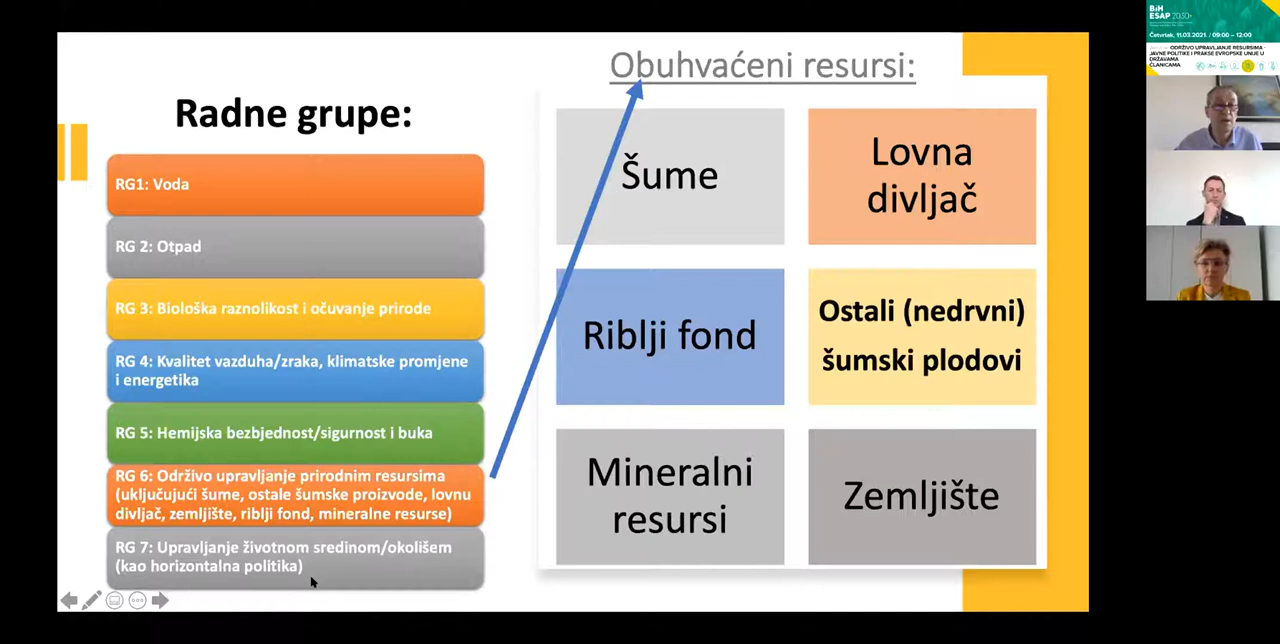 Radne grupe:
RG1: Voda
RG 2: Otpad
RG 3: Biološka raznolikost i očuvanje prirode
RG 4: Kvalitet vazduha/zraka, klimatske promjene
i energetika
RG 5: Hemijska bezbjednost/sigurnost i buka
RG 6: Održivo upravljanje prirodnim resursima
(uključujući šume, ostale šumske proizvode, lovnu
divljač, zemljište, riblji fond, mineralne resurse)
RG 7: Upravljanje životnom sredinom/okolišem
(kao horizontalna politika)
Obuhvaćeni resursi:
Šume
Lovna
divljač
Riblji fond
Ostali (nedrvni)
šumski plodovi
Mineralni
resursi
Zemljište
BiH
ESAP 2030+
Četvrtak, 11.03.2021. / 09:00 – 12:00
ODRŽIVO UPRAVLJANJE RESURSIMA -
JAVNE POLITIKE I PRAKSE EVROPSKE UNIJE U
DRŽAVAMA
ČLANICAMA